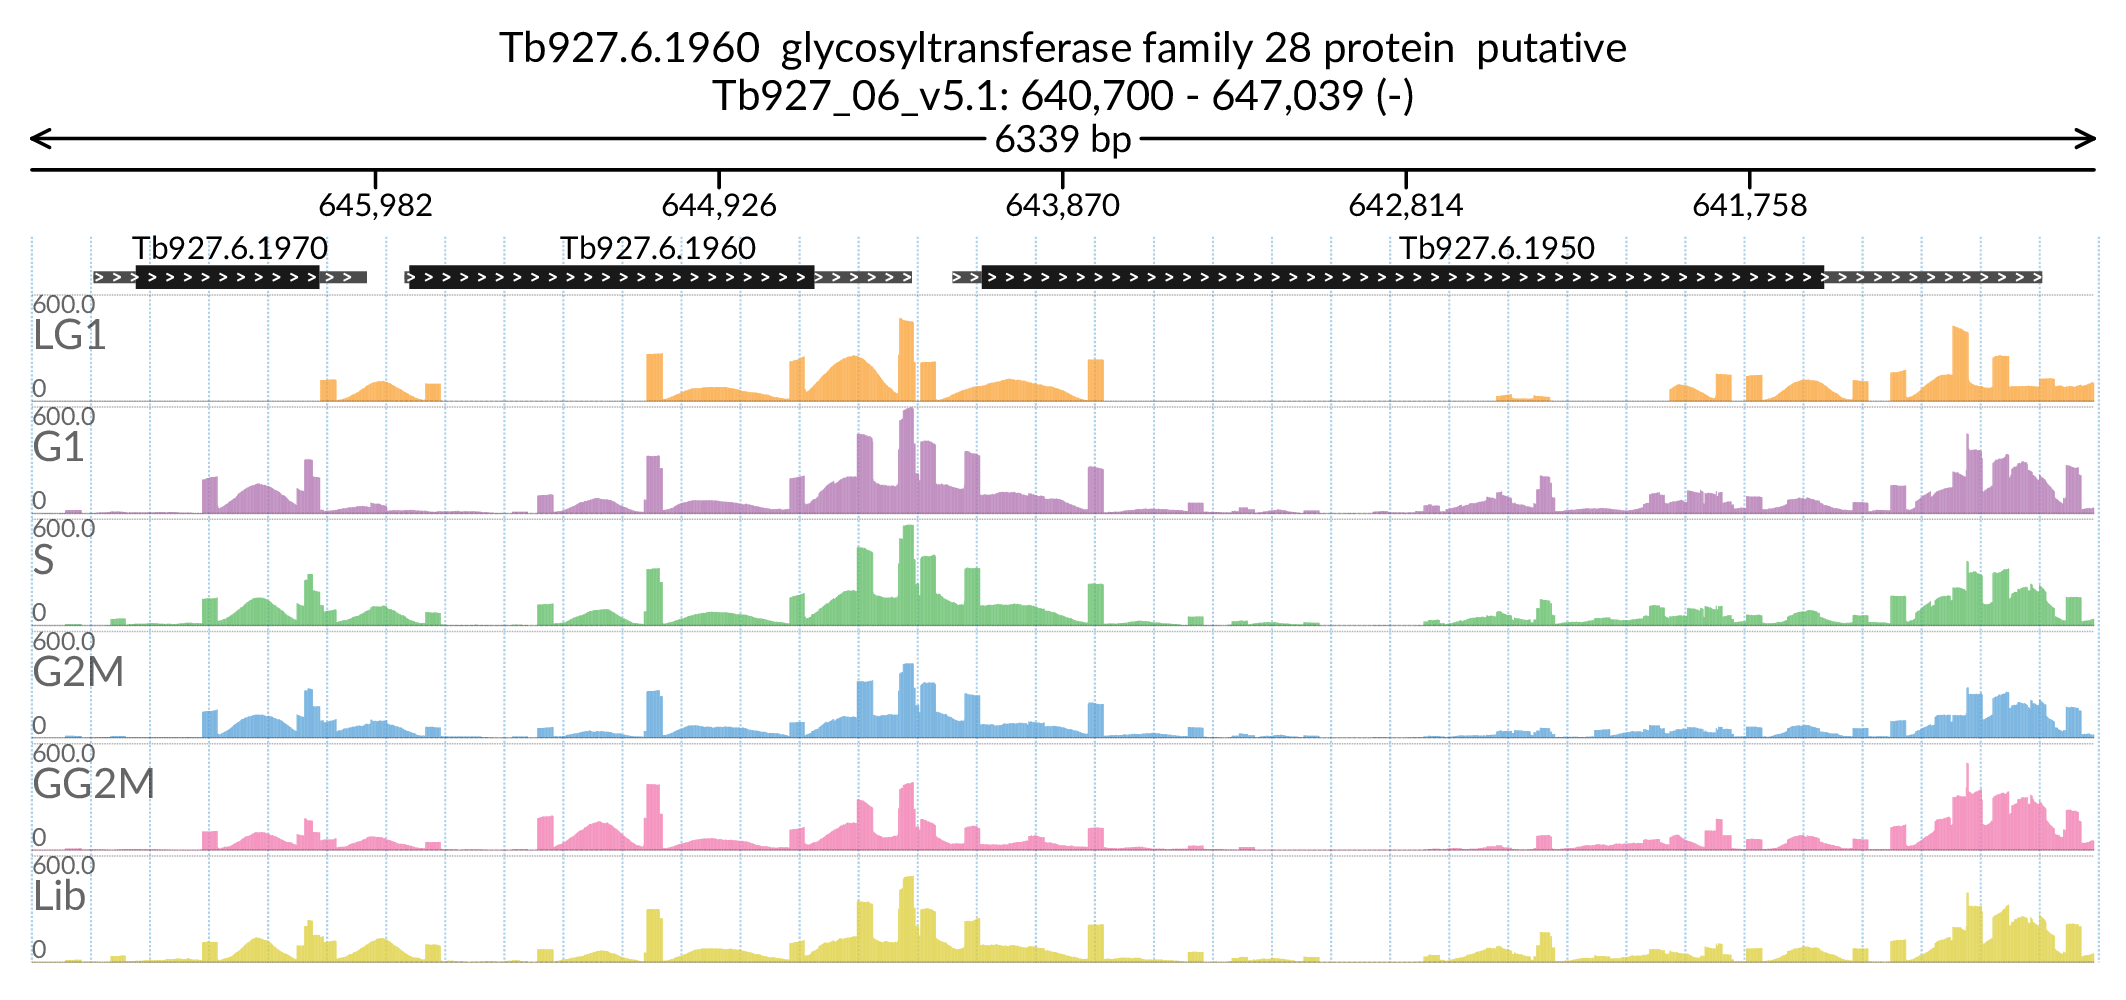 Tb927.6.1960  glycosyltransferase family 28 protein  putative
Tb927_06_v5.1: 640,700 - 647,039 (-)
6339 bp
645,982 644,926 643,870 642,814 641,758
Tb927.6.1970 Tb927.6.1960 Tb927.6.1950
600.0
LG1
0
600.0
G1
0
600.0
S
0
600.0
G2M
0
600.0
GG2M
0
600.0
Lib
0